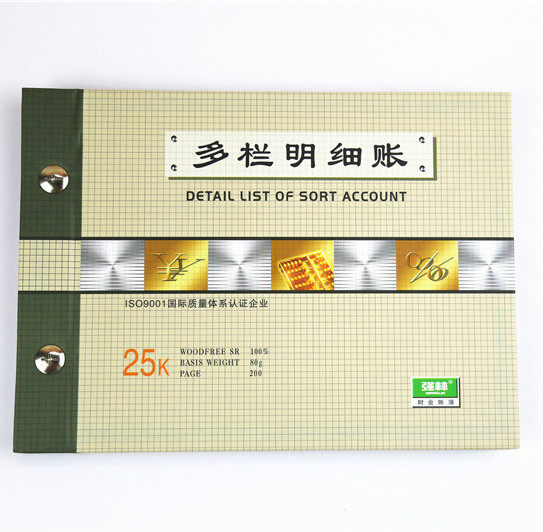 多栏明细账
DETAIL LIST OF SORT ACCOUNT
ISO9001国际质量体系认证企业
25K
WOODFREE SR 100%
BASIS WEIGHT 80g
PAGE 200
强林®
财会账簿